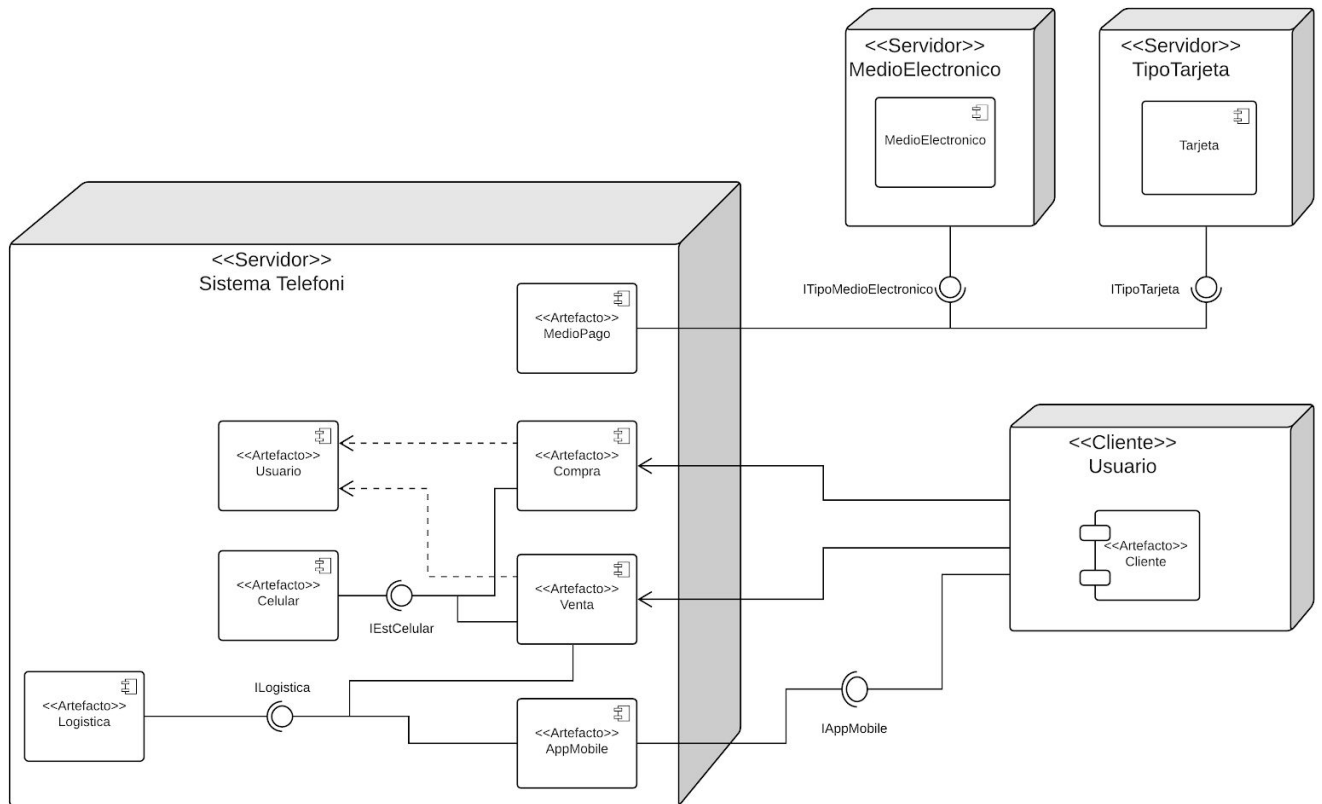 <<Servidor>>
MedioElectronico
MedioElectronico
<<Servidor>>
TipoTarjeta
Tarjeta
<<Servidor>>
Sistema Telefoni
ITipoMedioElectronico
ITipoTarjeta
<<Artefacto>>
MedioPago
<<Artefacto>>
Usuario
<<Artefacto>>
Compra
<<Cliente>>
Usuario
<<Artefacto>>
Cliente
<<Artefacto>>
Celular
IEstCelular
<<Artefacto>>
Venta
<<Artefacto>>
Logistica
ILogistica
<<Artefacto>>
AppMobile
IAppMobile